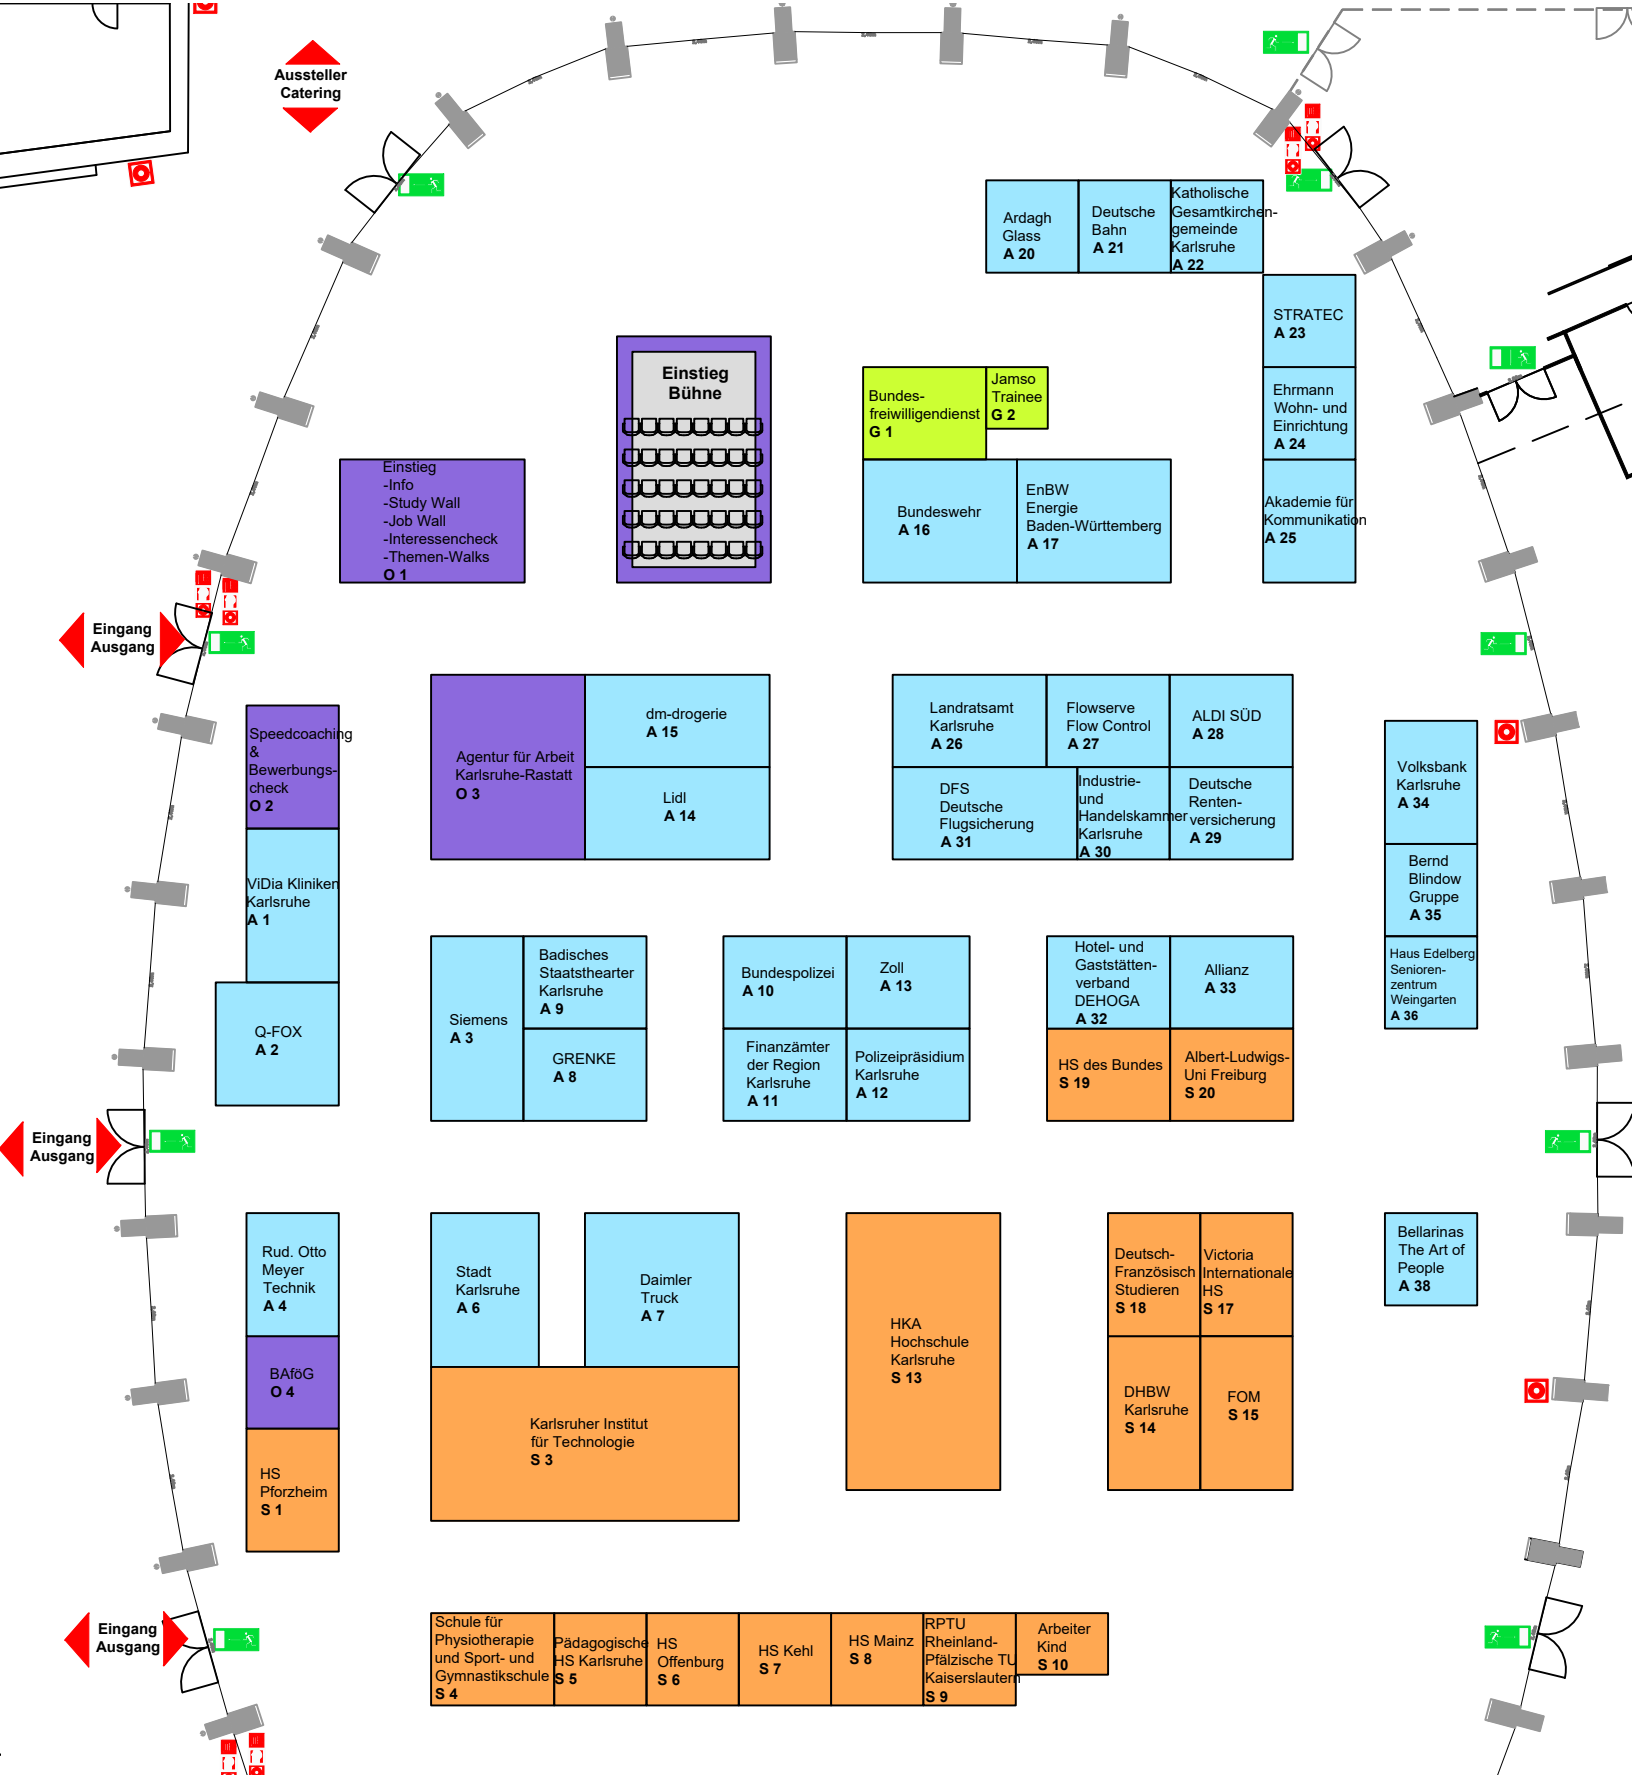 Aussteller
Catering
Ardagh
Glass
A 20
Deutsche
Bahn
A 21
Katholische
Gesamtkirchen-
gemeinde
Karlsruhe
A 22
STRATEC
A 23
Ehrmann
Wohn- und
Einrichtung
A 24
Akademie für
Kommunikation
A 25
Einstieg
Bühne
Bundes-
freiwilligendienst
G 1
Jamso
Trainee
G 2
Bundeswehr
A 16
EnBW
Energie
Baden-Württemberg
A 17
Einstieg
-Info
-Study Wall
-Job Wall
-Interessencheck
-Themen-Walks
O 1
Eingang
Ausgang
Speedcoaching
&
Bewerbungs-
check
O 2
Agentur für Arbeit
Karlsruhe-Rastatt
O 3
dm-drogerie
A 15
Lidl
A 14
Landratsamt
Karlsruhe
A 26
Flowserve
Flow Control
A 27
ALDI SÜD
A 28
DFS
Deutsche
Flugsicherung
A 31
Industrie-
und
Handelskammer
Karlsruhe
A 30
Deutsche
Renten-
versicherung
A 29
Volksbank
Karlsruhe
A 34
Bernd
Blindow
Gruppe
A 35
Haus Edelberg
Senioren-
zentrum
Weingarten
A 36
ViDia Kliniken
Karlsruhe
A 1
Q-FOX
A 2
Siemens
A 3
Badisches
Staatsthearter
Karlsruhe
A 9
GRENKE
A 8
Bundespolizei
A 10
Zoll
A 13
Finanzämter
der Region
Karlsruhe
A 11
Polizeipräsidium
Karlsruhe
A 12
Hotel- und
Gaststätten-
verband
DEHOGA
A 32
Allianz
A 33
HS des Bundes
S 19
Albert-Ludwigs-
Uni Freiburg
S 20
Eingang
Ausgang
Rud. Otto
Meyer
Technik
A 4
BAföG
O 4
HS
Pforzheim
S 1
Stadt
Karlsruhe
A 6
Daimler
Truck
A 7
Karlsruher Institut
für Technologie
S 3
HKA
Hochschule
Karlsruhe
S 13
Deutsch-
Französisch
Studieren
S 18
Victoria
Internationale
HS
S 17
DHBW
Karlsruhe
S 14
FOM
S 15
Bellarinas
The Art of
People
A 38
Eingang
Ausgang
Schule für
Physiotherapie
und Sport- und
Gymnastikschule
S 4
Pädagogische
HS Karlsruhe
S 5
HS
Offenburg
S 6
HS Kehl
S 7
HS Mainz
S 8
RPTU
Rheinland-
Pfälzische TU
Kaiserslautern
S 9
Arbeiter
Kind
S 10